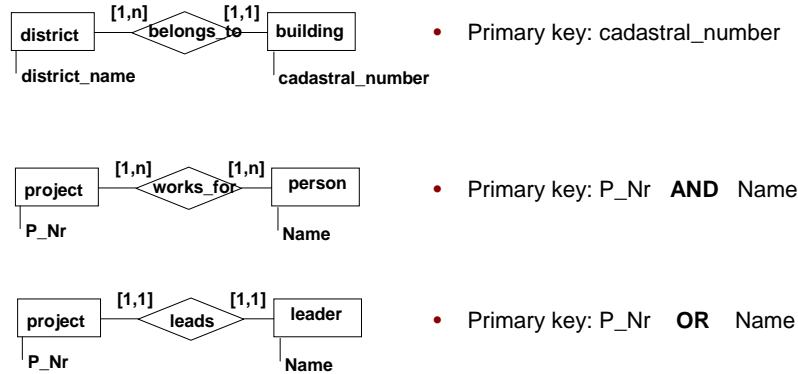 [1,n] [1,1]
district belongs_to building
district_name cadastral_number
• Primary key: cadastral_number
[1,n] [1,n]
project works_for person
P_Nr Name
• Primary key: P_Nr AND Name
[1,1] [1,1]
project leads leader
P_Nr Name
• Primary key: P_Nr OR Name